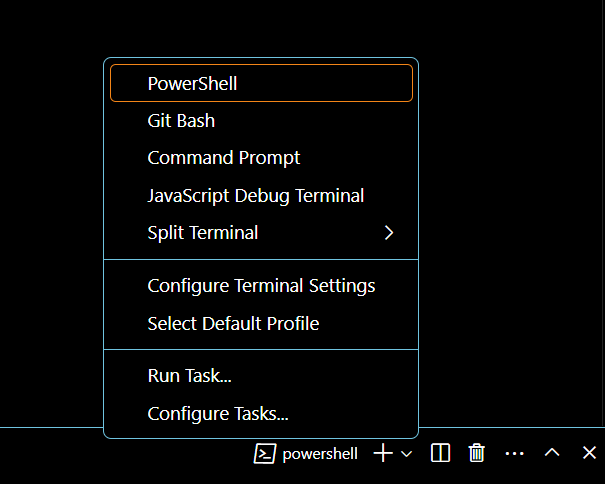 PowerShell
Git Bash
Command Prompt
JavaScript Debug Terminal
Split Terminal
Configure Terminal Settings
Select Default Profile
Run Task...
Configure Tasks...
powershell